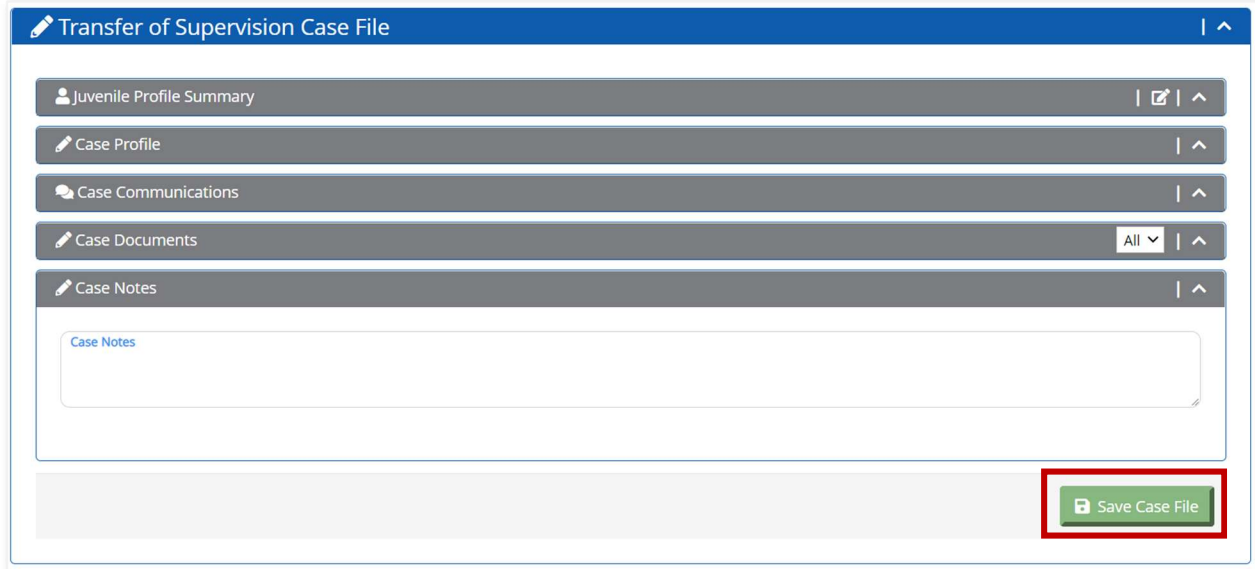 Transfer of Supervision Case File
Juvenile Profile Summary
Case Profile
Case Communications
Case Documents All
Case Notes
Case Notes
Save Case File